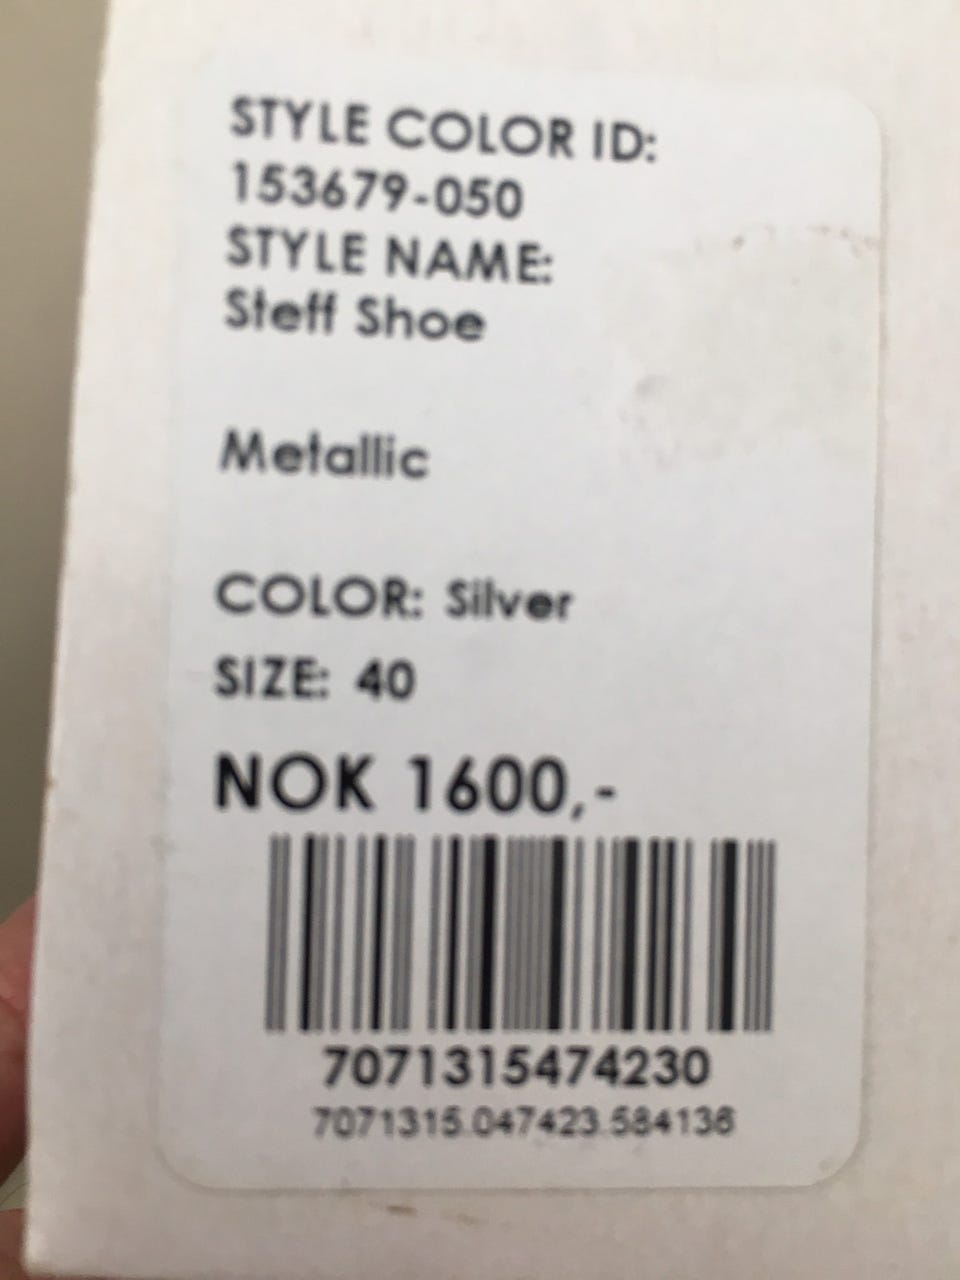 STYLE COLOR ID:
153679-050
STYLE NAME:
Steff Shoe
Metallic
COLOR: Silver
SIZE: 40
NOK 1600,-
7071315474230
7071315.047423.584136